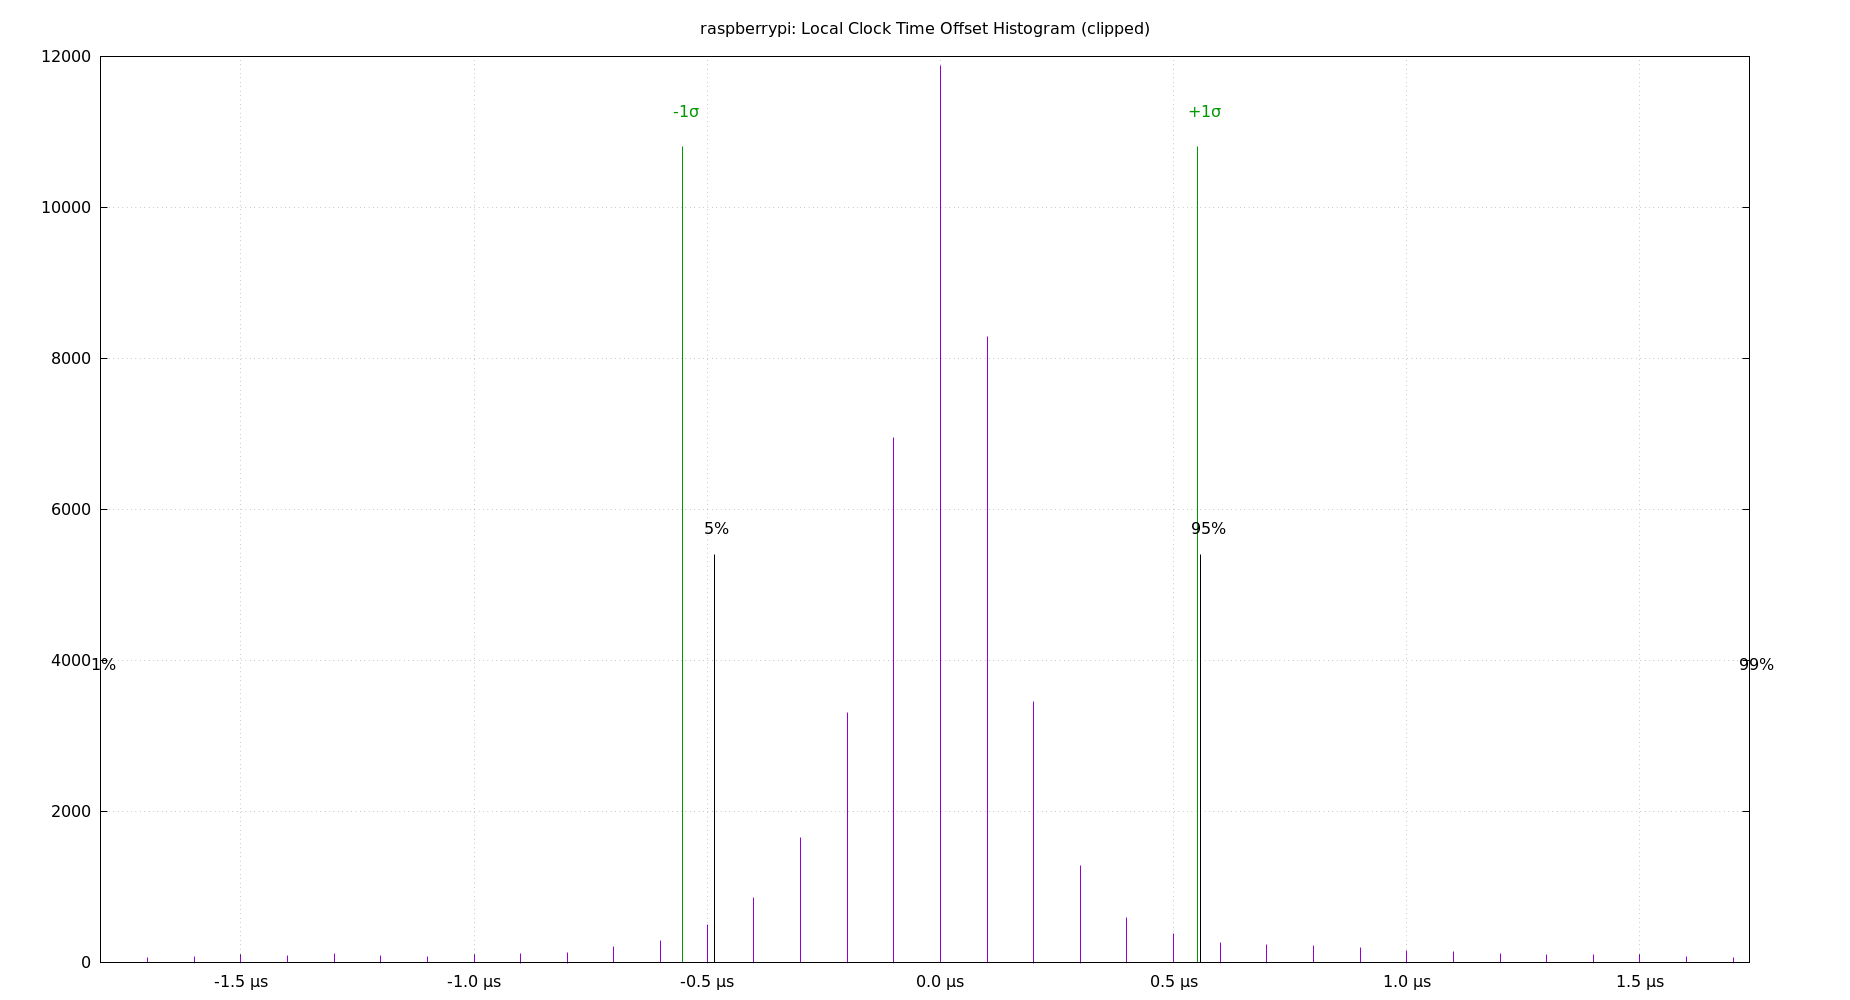 raspberrypi: Local Clock Time Offset Histogram (clipped)
12000
-1σ
+1σ
10000
8000
6000
5%
95%
4000
1%
99%
2000
0
-1.5 µs
-1.0 µs
-0.5 µs
0.0 µs
0.5 µs
1.0 µs
1.5 µs